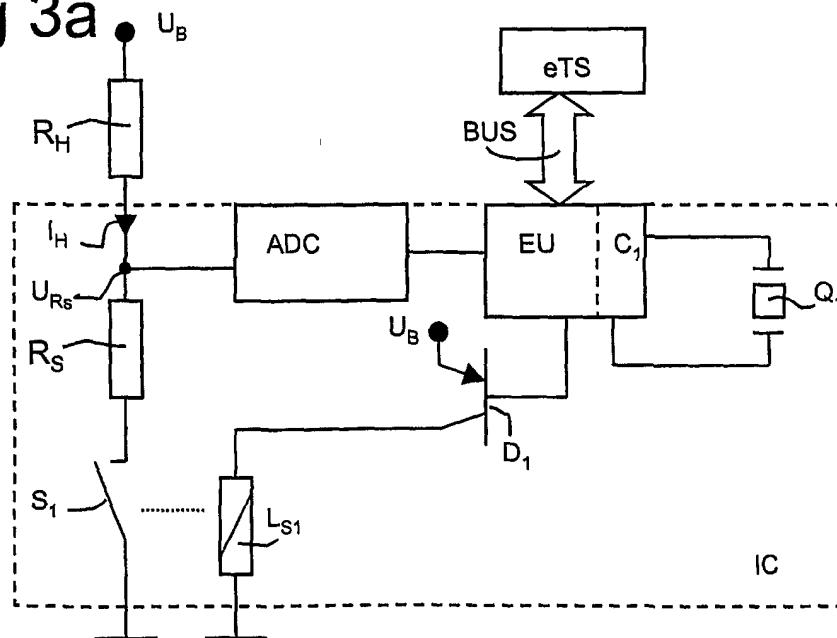 3a
U_B
R_H
I_H
U_Rs
R_S
S_1
ADC
eTS
BUS
EU
C_1
Q
U_B
D_1
L_S1
IC